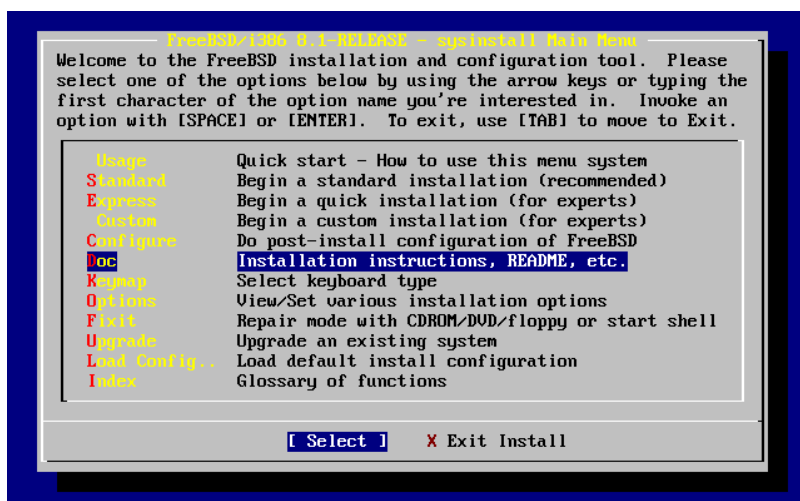 FreeBSD/i386 8.1-RELEASE - sysinstall Main Menu
Welcome to the FreeBSD installation and configuration tool.  Please
select one of the options below by using the arrow keys or typing the
first character of the option name you're interested in.  Invoke an
option with [SPACE] or [ENTER].  To exit, use [TAB] to move to Exit.
Usage Quick start - How to use this menu system
Standard Begin a standard installation (recommended)
Express Begin a quick installation (for experts)
Custom Begin a custom installation (for experts)
Configure Do post-install configuration of FreeBSD
Doc Installation instructions, README, etc.
Keymap Select keyboard type
Options View/Set various installation options
Fixit Repair mode with CDROM/DVD/floppy or start shell
Upgrade Upgrade an existing system
Load Config.. Load default install configuration
Index Glossary of functions
[ Select ] X Exit Install